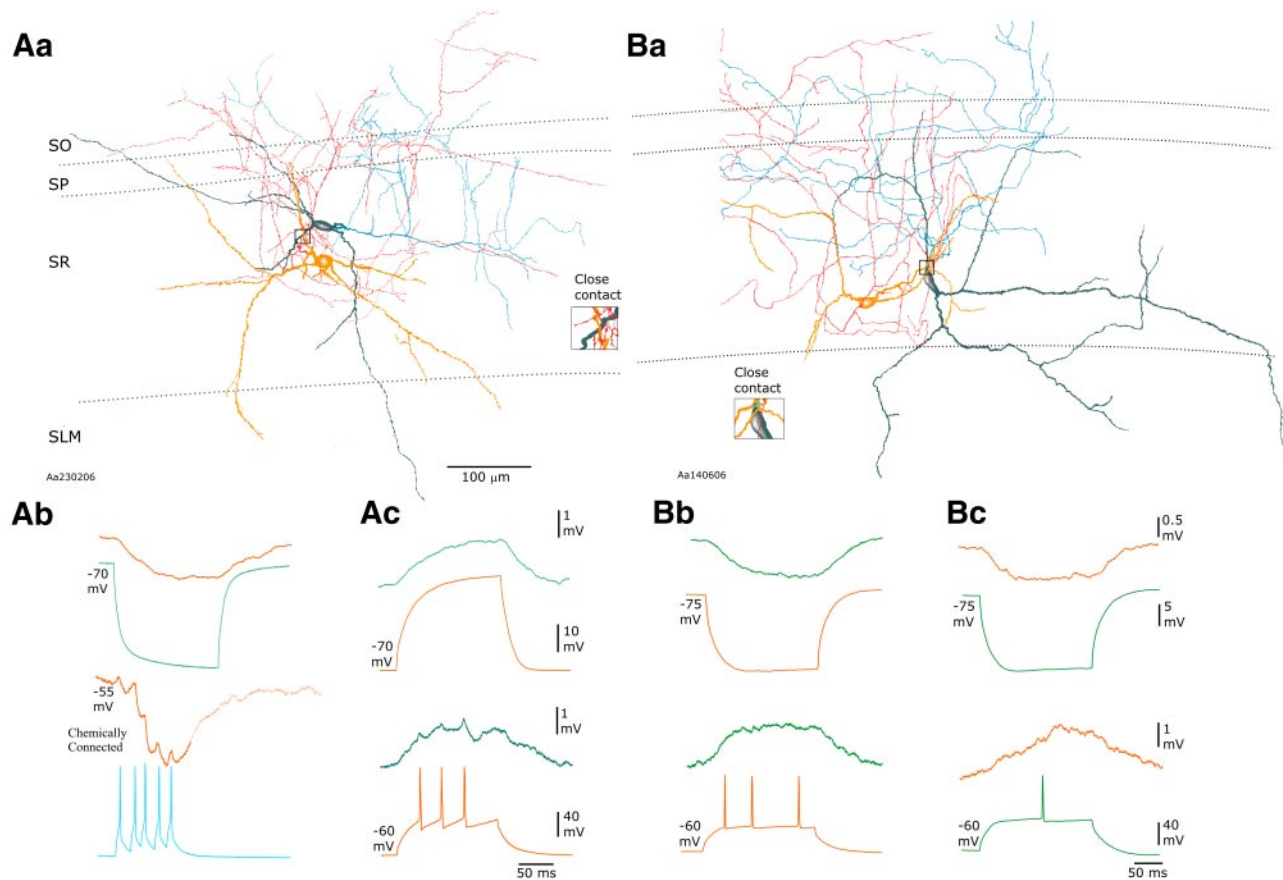 Aa
Ba
SO
SP
SR
Close
contact
SLM
Close
contact
Aa230206
100 μm
Aa140606
Ab
Ac
Bb
Bc
1
mV
0.5
mV
-70
mV
-70
mV
10
mV
-75
mV
-75
mV
5
mV
-55
mV
Chemically
Connected
1
mV
1
mV
-60
mV
40
mV
-60
mV
-60
mV
40
mV
50 ms
50 ms